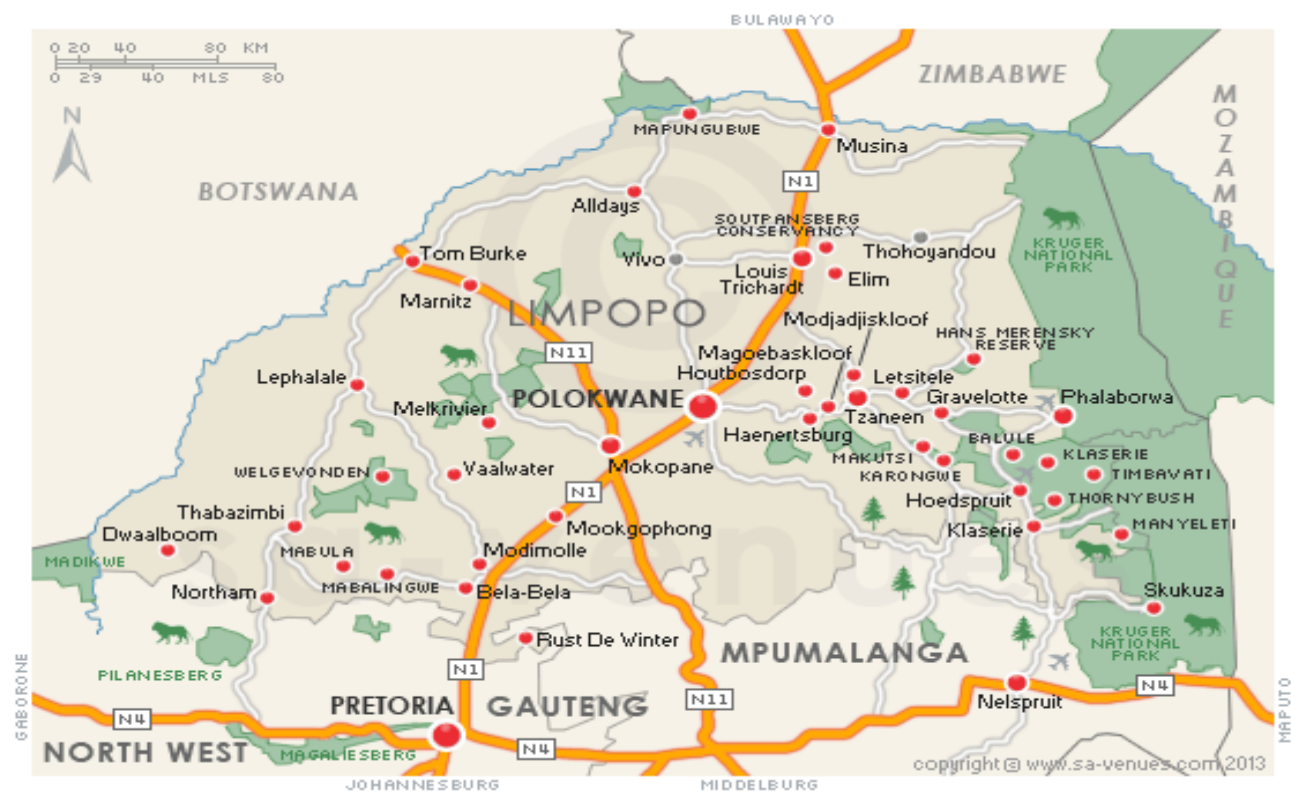 BULAWAYO
0 20 40 80 KM
0 29 40 MLS 80
ZIMBABWE
MOZAMBIQUE
N
MAPUNGUBWE
Musina
BOTSWANA
N1
Alldays
SOUTPANSBERG
CONSERVANCY
Thohoyandou
KRUGER
NATIONAL
PARK
Tom Burke
Vivo
Louis
Trichardt
Elim
Marnitz
LIMPOPO
Modjadjiskloof
HANS MERENSKY
RESERVE
N11
Magoebaskloof
Houtbosdorp
Lephalale
Letsitele
POLOKWANE
Gravelotte
Phalaborwa
Melkrivier
Tzaneen
Haenertsburg
BALULE
MAKUTSI
KLASERIE
WELGEVONDEN
Vaalwater
Mokopane
KARONGWE
TIMBAVATI
N1
Hoedspruit
THORNYBUSH
Thabazimbi
Dwaalboom
Mookgophong
Klaserie
MANYELETI
MADIKWE
MABULA
Modimolle
MABALINGWE
Northam
Bela-Bela
Skukuza
sa-venues
Rust De Winter
KRUGER
NATIONAL
PARK
MPUMALANGA
PILANESBERG
N1
GABORONE
MAPUTO
N4
N11
PRETORIA
GAUTENG
Nelspruit
N4
NORTH WEST
MAGALIESBERG
N4
copyright © www.sa-venues.com 2013
JOHANNESBURG
MIDDELBURG